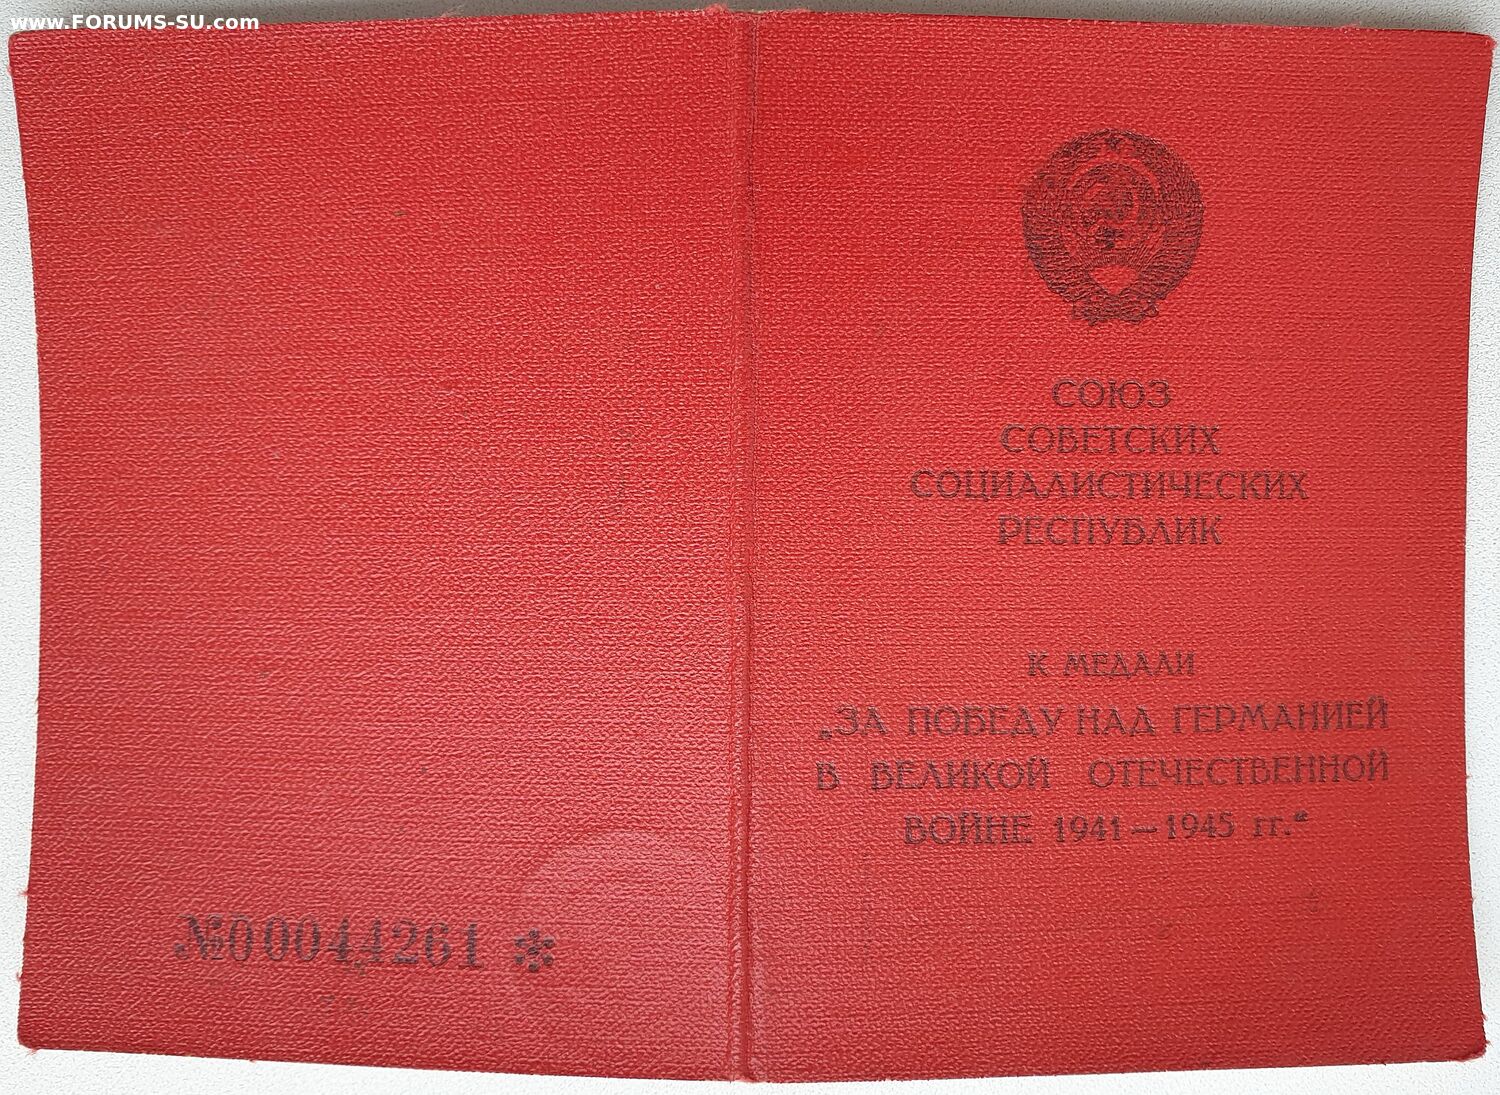 www.FORUMS-SU.com
СОЮЗ
СОВЕТСКИХ
СОЦИАЛИСТИЧЕСКИХ
РЕСПУБЛИК
К МЕДАЛИ
„ЗА ПОБЕДУ НАД ГЕРМАНИЕЙ
В ВЕЛИКОЙ ОТЕЧЕСТВЕННОЙ
ВОЙНЕ 1941—1945 гг.“
№00044261 *